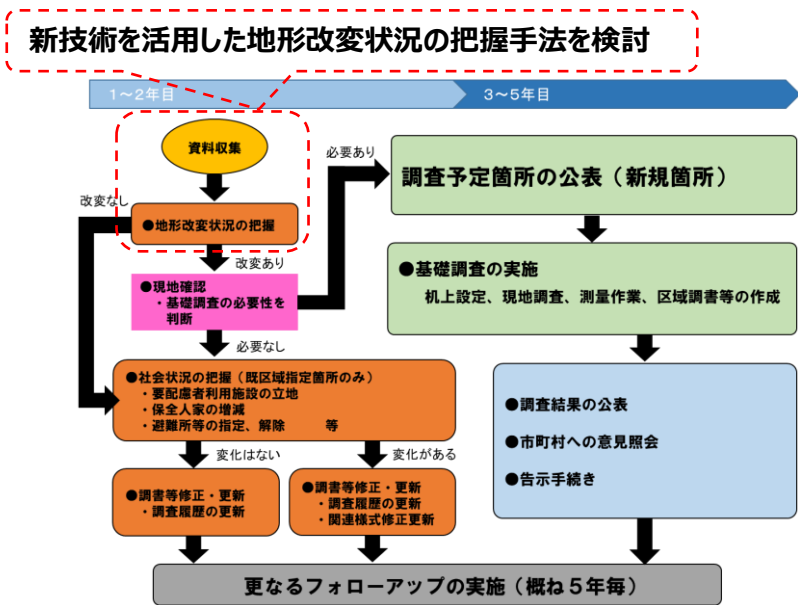 新技術を活用した地形改変状況の把握手法を検討
1～2年目
3～5年目
資料収集
必要あり
調査予定箇所の公表（新規箇所）
改変なし
●地形改変状況の把握
改変あり
●現地確認
・基礎調査の必要性を
判断
●基礎調査の実施
机上設定、現地調査、測量作業、区域調書等の作成
必要なし
●社会状況の把握（既区域指定箇所のみ）
・要配慮者利用施設の立地
・保全人家の増減
・避難所等の指定、解除　　等
●調査結果の公表
●市町村への意見照会
●告示手続き
変化はない
変化がある
●調書等修正・更新
・調査履歴の更新
●調書等修正・更新
・調査履歴の更新
・関連様式修正更新
更なるフォローアップの実施（概ね５年毎）